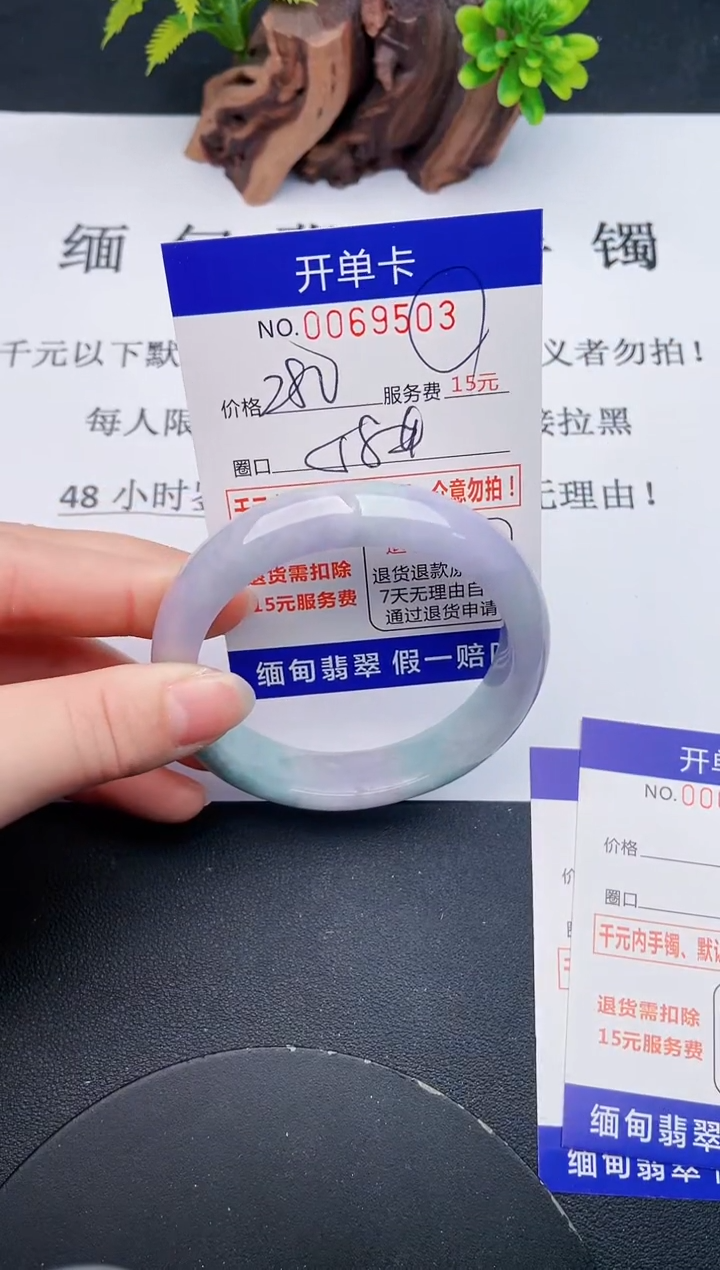 缅甸 镯
开单卡
NO.0069503
千元以下默 义者勿拍！
价格 280 服务费 15元
每人限 接拉黑
圈口
48 小时 无理由！
介意勿拍！
退货需扣除
15元服务费
退货退款
7天无理由自
通过退货申请
缅甸翡翠 假一赔
开单
NO.00
价格
圈口
千元内手镯、默认
退货需扣除
15元服务费
缅甸翡翠
缅甸翡翠